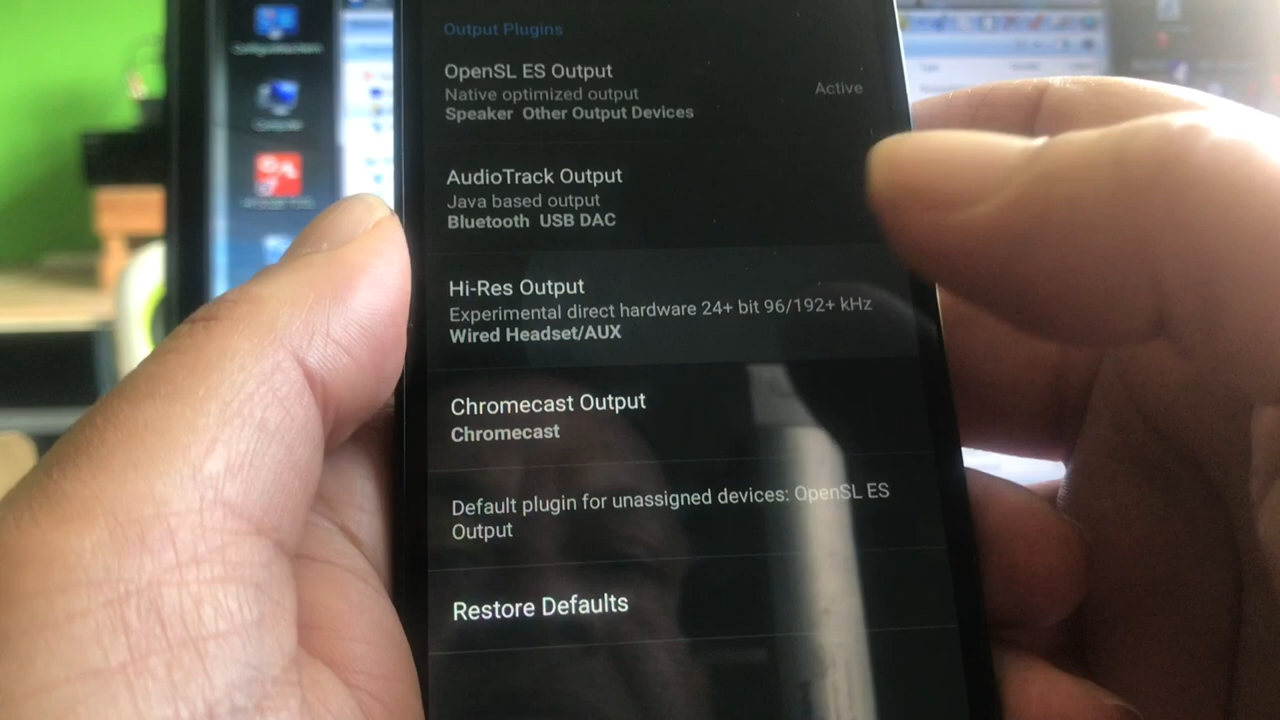 Output Plugins
OpenSL ES Output
Native optimized output
Active
Speaker Other Output Devices
AudioTrack Output
Java based output
Bluetooth USB DAC
Hi-Res Output
Experimental direct hardware 24+ bit 96/192+ kHz
Wired Headset/AUX
Chromecast Output
Chromecast
Default plugin for unassigned devices: OpenSL ES
Output
Restore Defaults